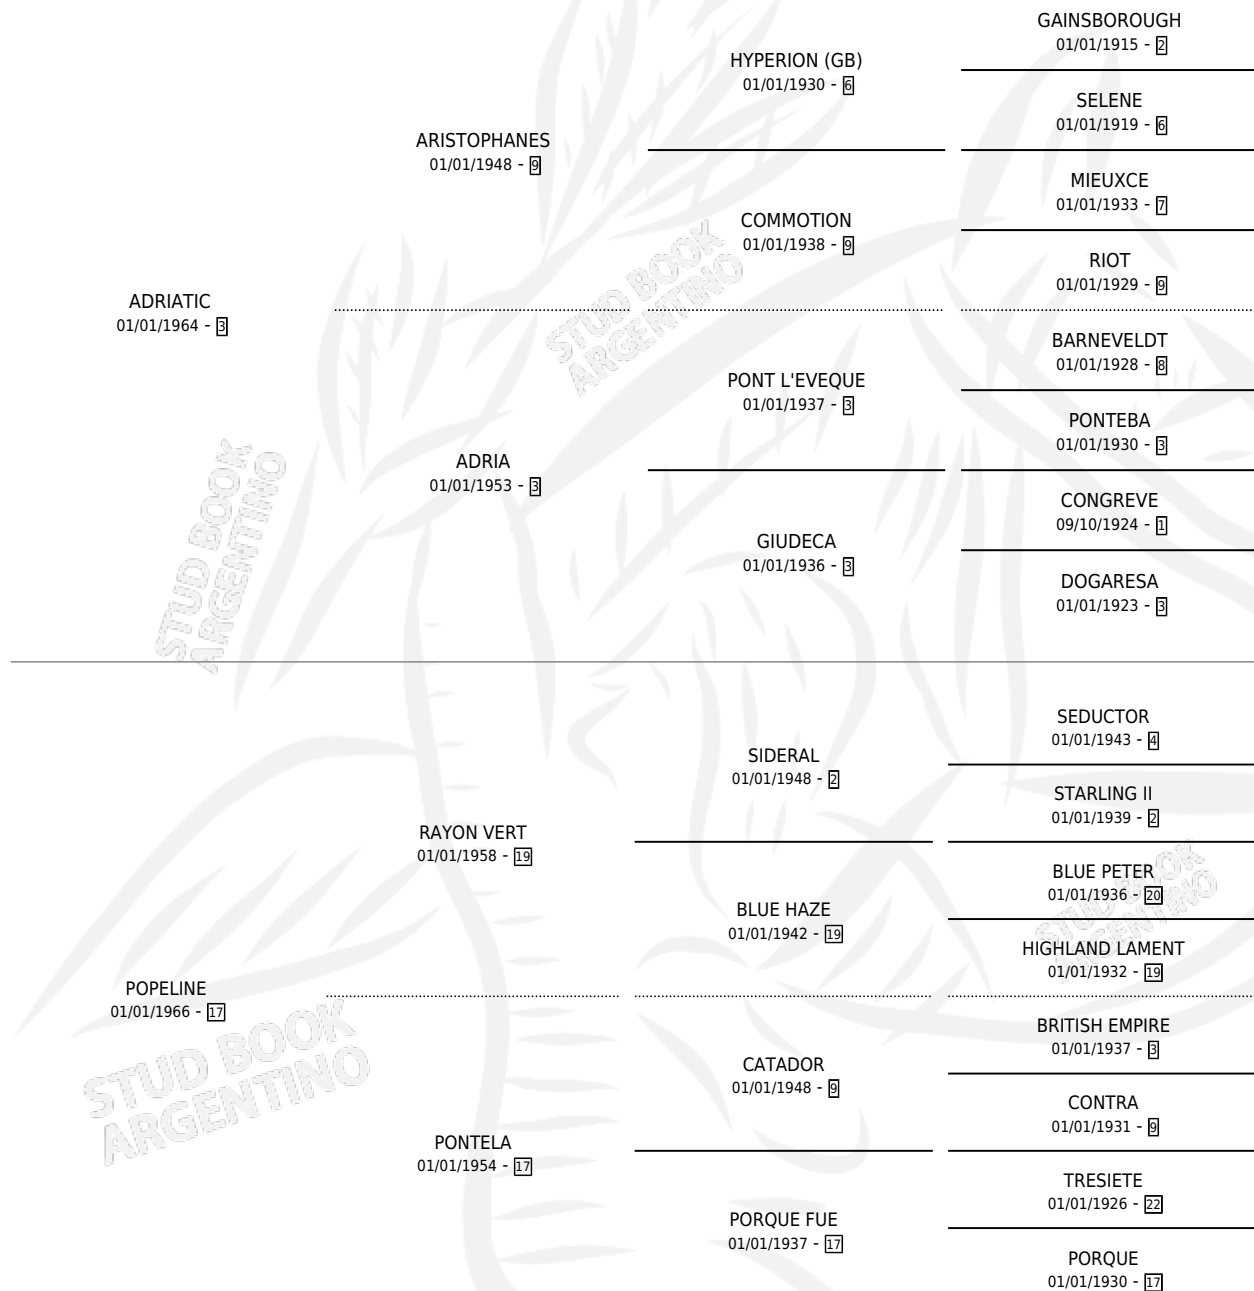 GAINSBOROUGH
01/01/1915 - 2
HYPERION (GB)
01/01/1930 - 6
SELENE
01/01/1919 - 6
ARISTOPHANES
01/01/1948 - 9
MIEUXCE
01/01/1933 - 7
COMMOTION
01/01/1938 - 9
RIOT
01/01/1929 - 9
ADRIATIC
01/01/1964 - 3
BARNEVELDT
01/01/1928 - 8
PONT L'EVEQUE
01/01/1937 - 3
PONTEBA
01/01/1930 - 3
ADRIA
01/01/1953 - 3
CONGREVE
09/10/1924 - 1
GIUDECA
01/01/1936 - 3
DOGARESA
01/01/1923 - 3
SEDUCTOR
01/01/1943 - 4
SIDERAL
01/01/1948 - 2
STARLING II
01/01/1939 - 2
RAYON VERT
01/01/1958 - 19
BLUE PETER
01/01/1936 - 20
BLUE HAZE
01/01/1942 - 19
HIGHLAND LAMENT
01/01/1932 - 19
POPELINE
01/01/1966 - 17
BRITISH EMPIRE
01/01/1937 - 3
CATADOR
01/01/1948 - 9
CONTRA
01/01/1931 - 9
PONTELA
01/01/1954 - 17
TRESIETE
01/01/1926 - 22
PORQUE FUE
01/01/1937 - 17
PORQUE
01/01/1930 - 17
STUD BOOK
ARGENTINO
STUD BOOK
ARGENTINO
STUD BOOK
ARGENTINO
STUD BOOK
ARGENTINO